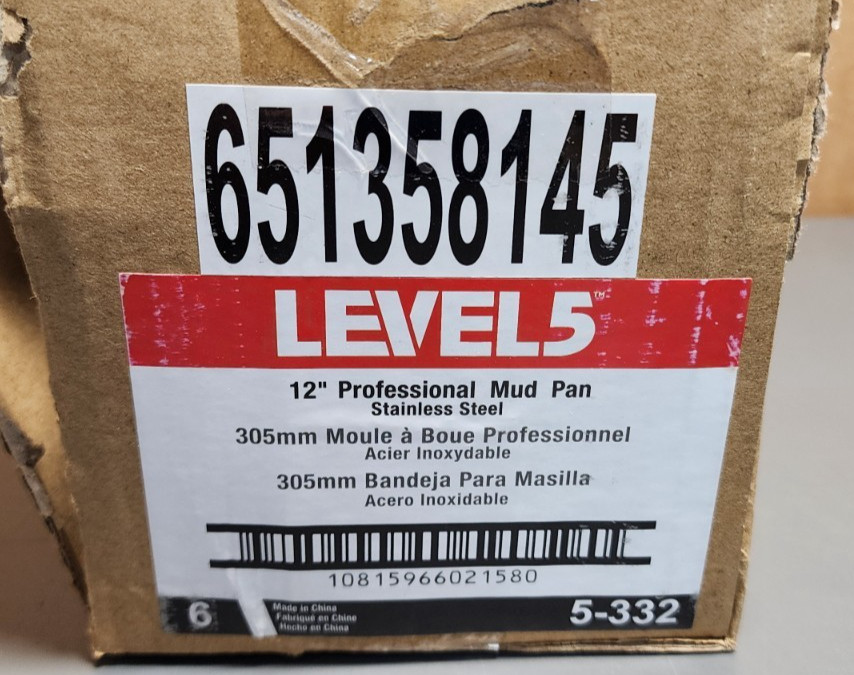 651358145
LEVEL5™
12" Professional Mud Pan
Stainless Steel
305mm Moule à Boue Professionnel
Acier Inoxydable
305mm Bandeja Para Masilla
Acero Inoxidable
10815966021580
6
Made in China
Fabriqué en Chine
Hecho en China
5-332